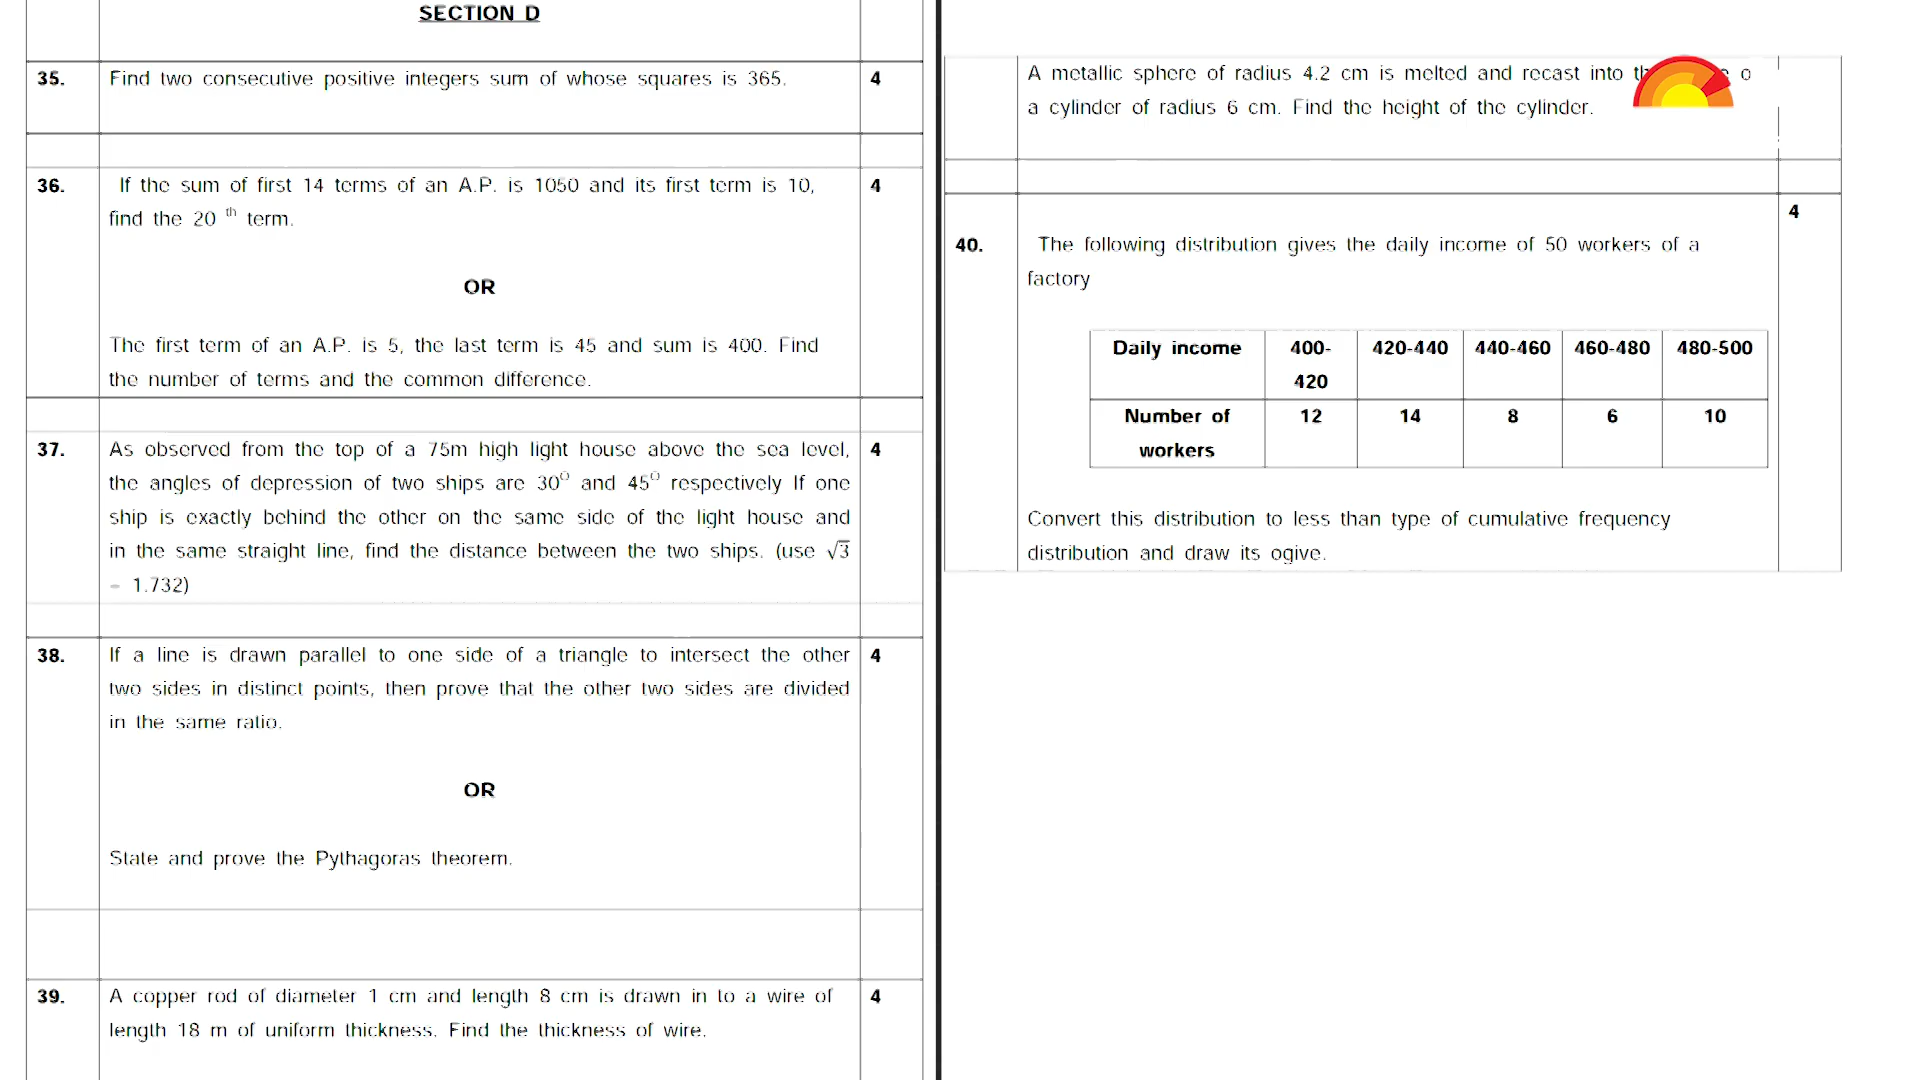 SECTION D
35. Find two consecutive positive integers sum of whose squares is 365. 4
36. If the sum of first 14 terms of an A.P. is 1050 and its first term is 10, 4
find the 20 th term.
OR
The first term of an A.P. is 5, the last term is 45 and sum is 400. Find
the number of terms and the common difference.
37. As observed from the top of a 75m high light house above the sea level, 4
the angles of depression of two ships are 30⁰ and 45⁰ respectively If one
ship is exactly behind the other on the same side of the light house and
in the same straight line, find the distance between the two ships. (use √3
= 1.732)
38. If a line is drawn parallel to one side of a triangle to intersect the other 4
two sides in distinct points, then prove that the other two sides are divided
in the same ratio.
OR
State and prove the Pythagoras theorem.
39. A copper rod of diameter 1 cm and length 8 cm is drawn in to a wire of 4
length 18 m of uniform thickness. Find the thickness of wire.
A metallic sphere of radius 4.2 cm is melted and recast into
a cylinder of radius 6 cm. Find the height of the cylinder.
4
40. The following distribution gives the daily income of 50 workers of a
factory
Daily income 400- 420-440 440-460 460-480 480-500
420
Number of 12 14 8 6 10
workers
Convert this distribution to less than type of cumulative frequency
distribution and draw its ogive.